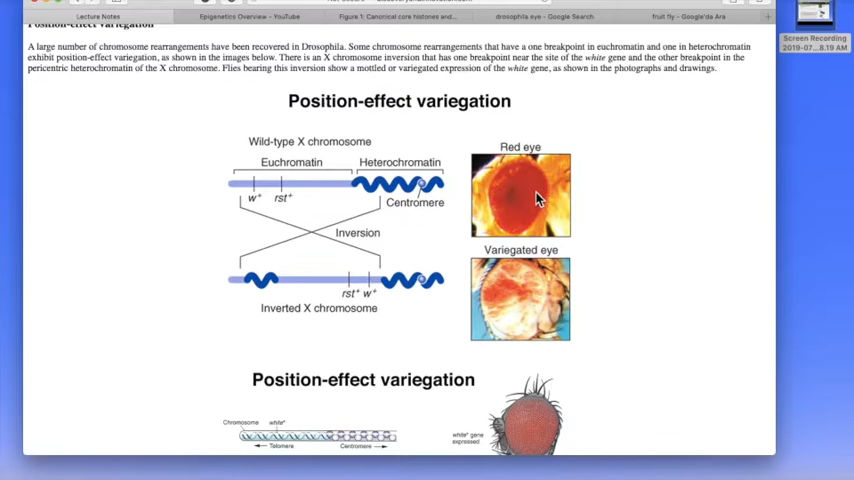 Lecture Notes
Epigenetics Overview - YouTube
Figure 1: Canonical core histones and...
drosophila eye - Google Search
fruit fly - Google'da Ara
Position-effect variegation
A large number of chromosome rearrangements have been recovered in Drosophila. Some chromosome rearrangements that have a one breakpoint in euchromatin and one in heterochromatin
exhibit position-effect variegation, as shown in the images below. There is an X chromosome inversion that has one breakpoint near the site of the white gene and the other breakpoint in the
pericentric heterochromatin of the X chromosome. Flies bearing this inversion show a mottled or variegated expression of the white gene, as shown in the photographs and drawings.
Screen Recording
2019-07...8.19 AM
Position-effect variegation
Wild-type X chromosome
Euchromatin
Heterochromatin
w+
rst+
Centromere
Inversion
rst+ w+
Inverted X chromosome
Red eye
Variegated eye
Position-effect variegation
Chromosome
white+
Telomere
Centromere
white+ gene
expressed